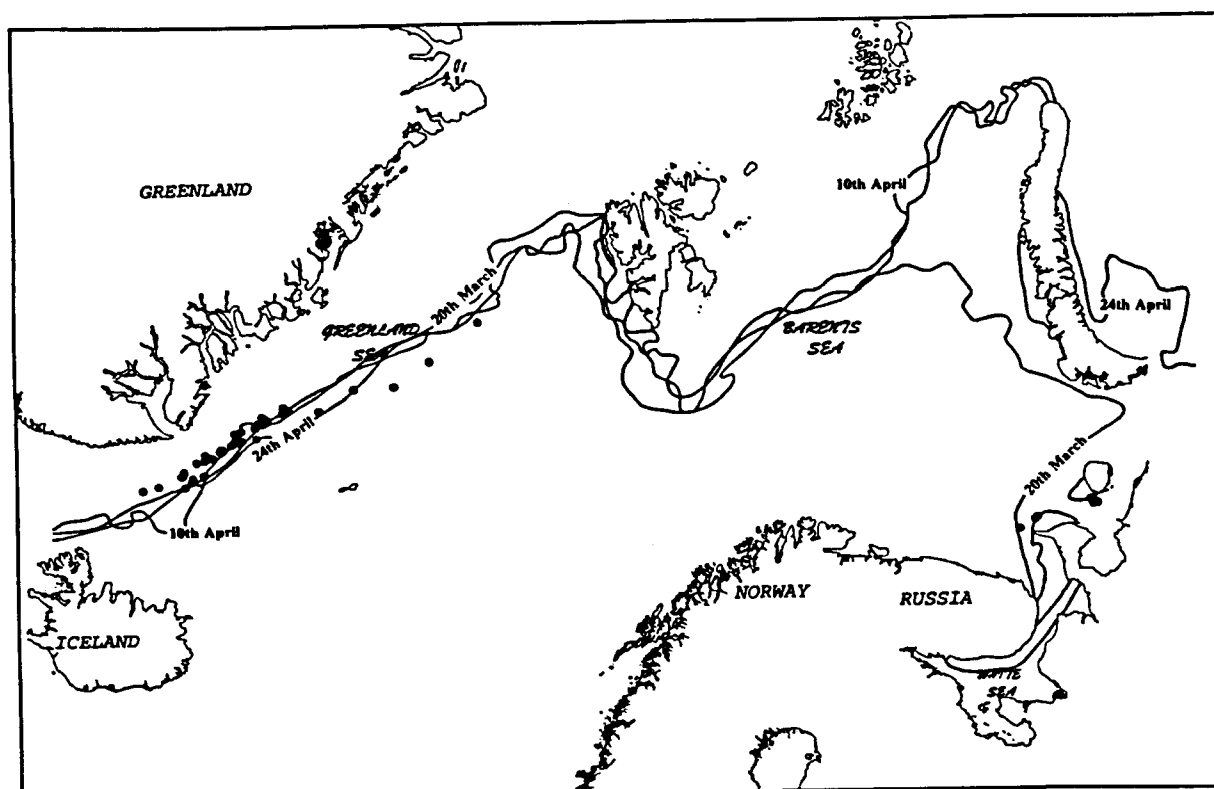 GREENLAND
10th April
20th March
GREENLAND
SEA
BARENTS
SEA
24th April
24th April
20th March
10th April
NORWAY
RUSSIA
ICELAND
WHITE
SEA